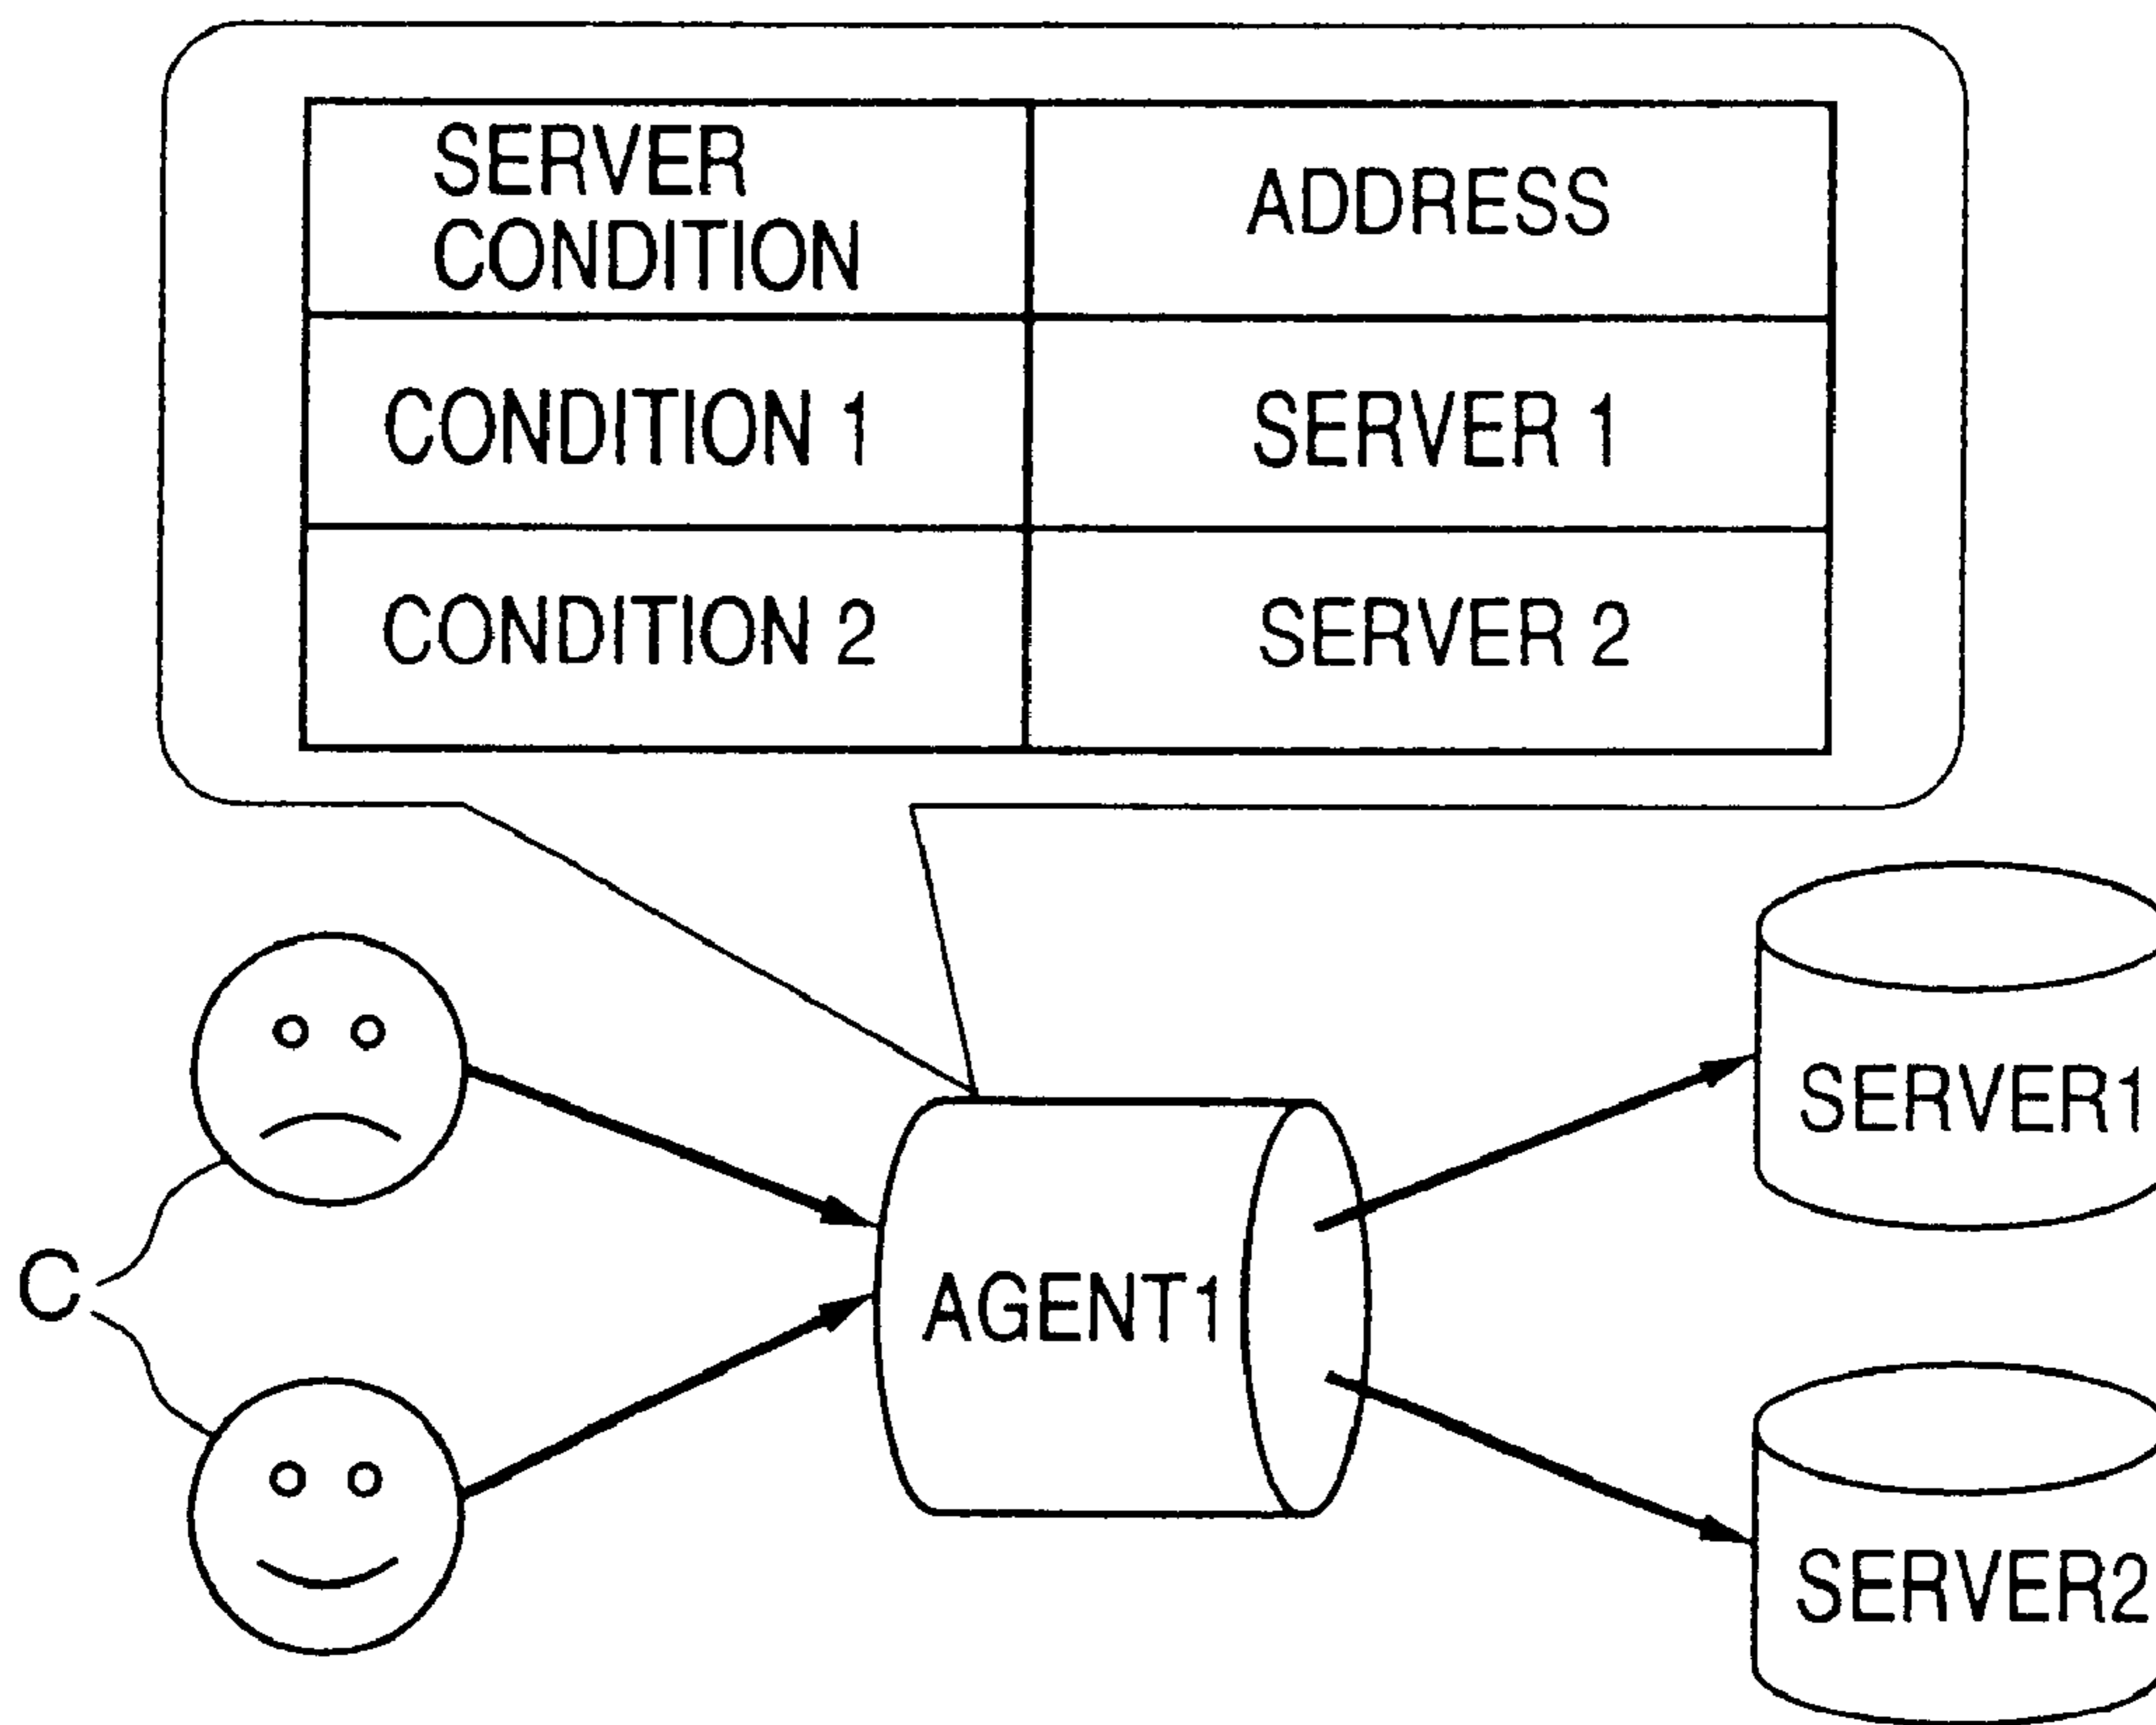 SERVER
CONDITION
ADDRESS
CONDITION 1
SERVER 1
CONDITION 2
SERVER 2
C
AGENT1
SERVER1
SERVER2